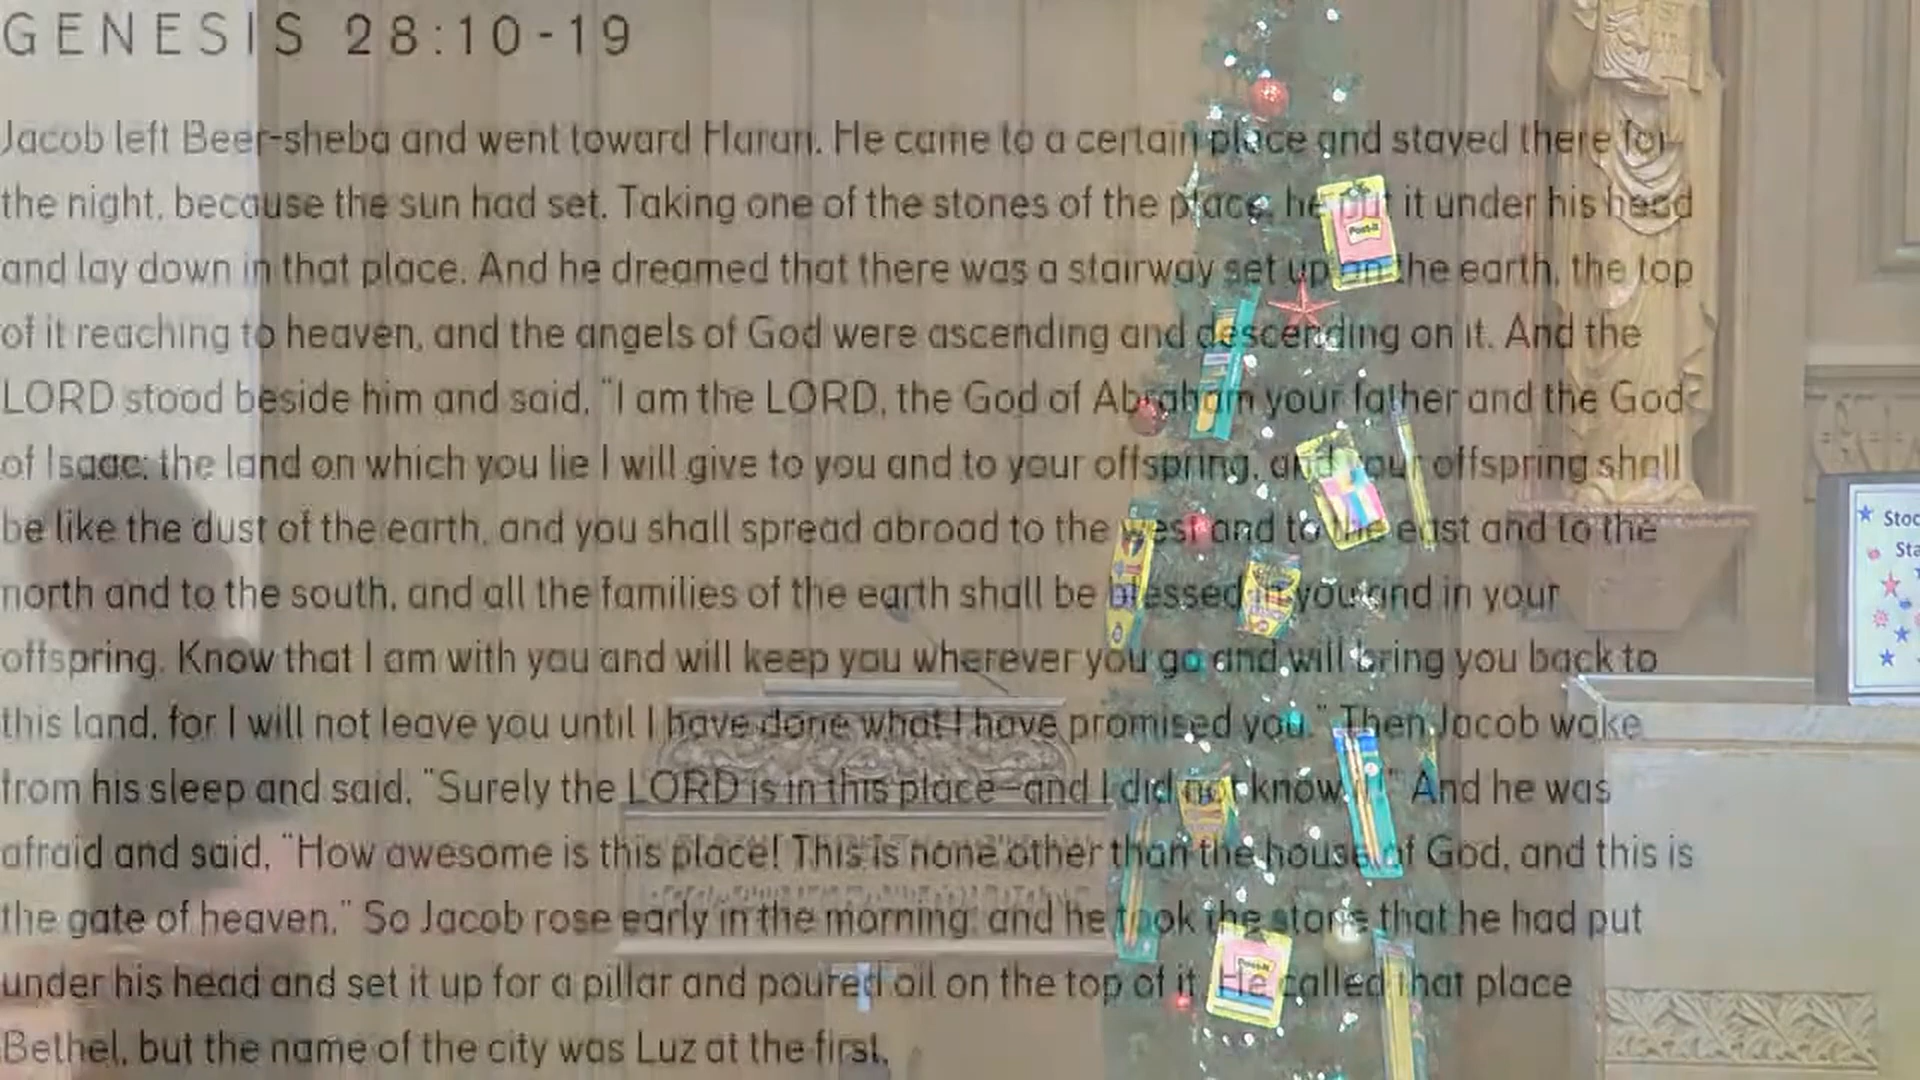 GENESIS 28:10-19
Jacob left Beer-sheba and went toward Haran. He came to a certain place and stayed there for
the night, because the sun had set. Taking one of the stones of the place, he put it under his head
and lay down in that place. And he dreamed that there was a stairway set up on the earth, the top
of it reaching to heaven, and the angels of God were ascending and descending on it. And the
LORD stood beside him and said, "I am the LORD, the God of Abraham your father and the God
of Isaac; the land on which you lie I will give to you and to your offspring, and your offspring shall
be like the dust of the earth, and you shall spread abroad to the west and to the east and to the
north and to the south, and all the families of the earth shall be blessed in you and in your
offspring. Know that I am with you and will keep you wherever you go and will bring you back to
this land, for I will not leave you until I have done what I have promised you." Then Jacob woke
from his sleep and said, "Surely the LORD is in this place—and I did not know it!" And he was
afraid and said, "How awesome is this place! This is none other than the house of God, and this is
the gate of heaven." So Jacob rose early in the morning, and he took the stone that he had put
under his head and set it up for a pillar and poured oil on the top of it. He called that place
Bethel, but the name of the city was Luz at the first.
Post-it
Post-it
Stoc
Sta